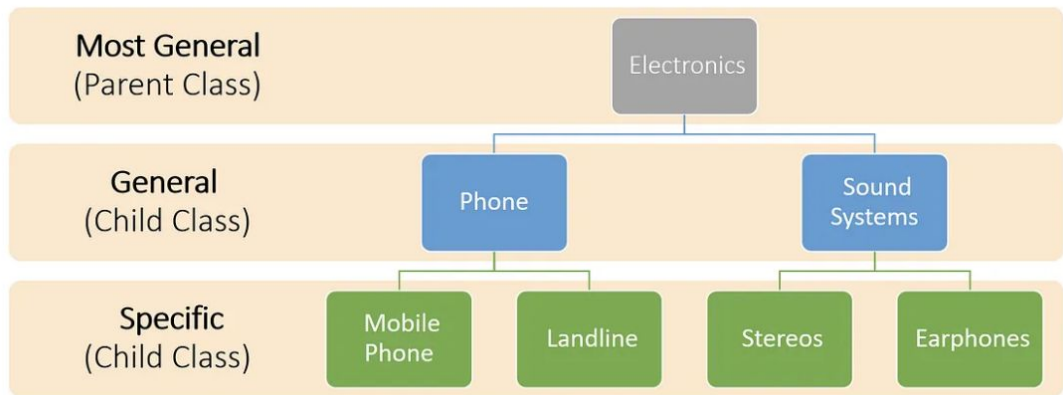 Most General
(Parent Class)
Electronics
General
(Child Class)
Phone
Sound
Systems
Specific
(Child Class)
Mobile
Phone
Landline
Stereos
Earphones